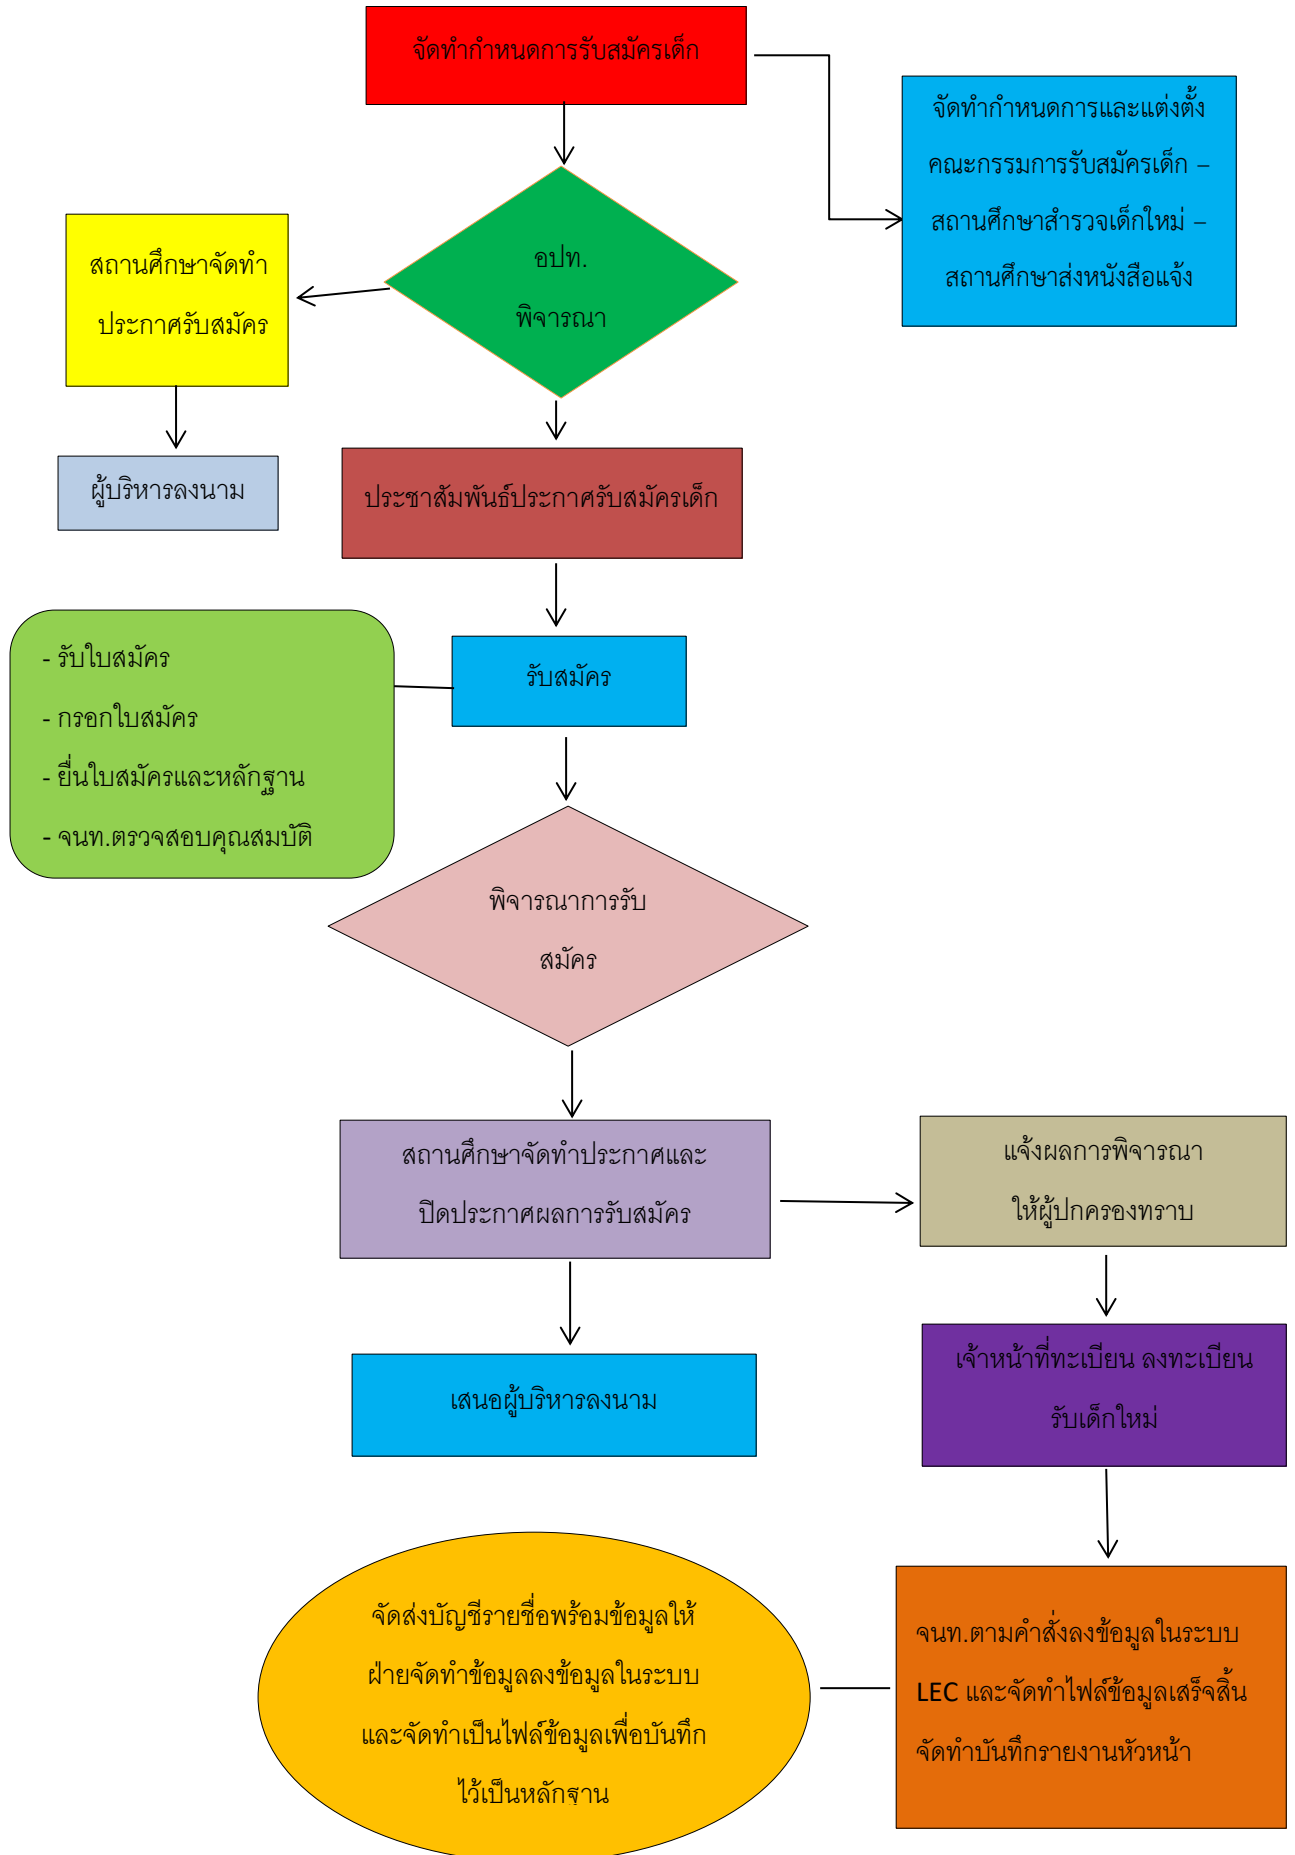 จัดทำกำหนดการรับสมัครเด็ก
จัดทำกำหนดการและแต่งตั้ง
คณะกรรมการรับสมัครเด็ก –
สถานศึกษาสำรวจเด็กใหม่ –
สถานศึกษาส่งหนังสือแจ้ง
อปท.
พิจารณา
สถานศึกษาจัดทำ
ประกาศรับสมัคร
ผู้บริหารลงนาม
ประชาสัมพันธ์ประกาศรับสมัครเด็ก
รับสมัคร
- รับใบสมัคร
- กรอกใบสมัคร
- ยื่นใบสมัครและหลักฐาน
- จนท.ตรวจสอบคุณสมบัติ
พิจารณาการรับ
สมัคร
สถานศึกษาจัดทำประกาศและ
ปิดประกาศผลการรับสมัคร
แจ้งผลการพิจารณา
ให้ผู้ปกครองทราบ
เสนอผู้บริหารลงนาม
เจ้าหน้าที่ทะเบียน ลงทะเบียน
รับเด็กใหม่
จัดส่งบัญชีรายชื่อพร้อมข้อมูลให้
ฝ่ายจัดทำข้อมูลลงข้อมูลในระบบ
และจัดทำเป็นไฟล์ข้อมูลเพื่อบันทึก
ไว้เป็นหลักฐาน
จนท.ตามคำสั่งลงข้อมูลในระบบ
LEC และจัดทำไฟล์ข้อมูลเสร็จสิ้น
จัดทำบันทึกรายงานหัวหน้า